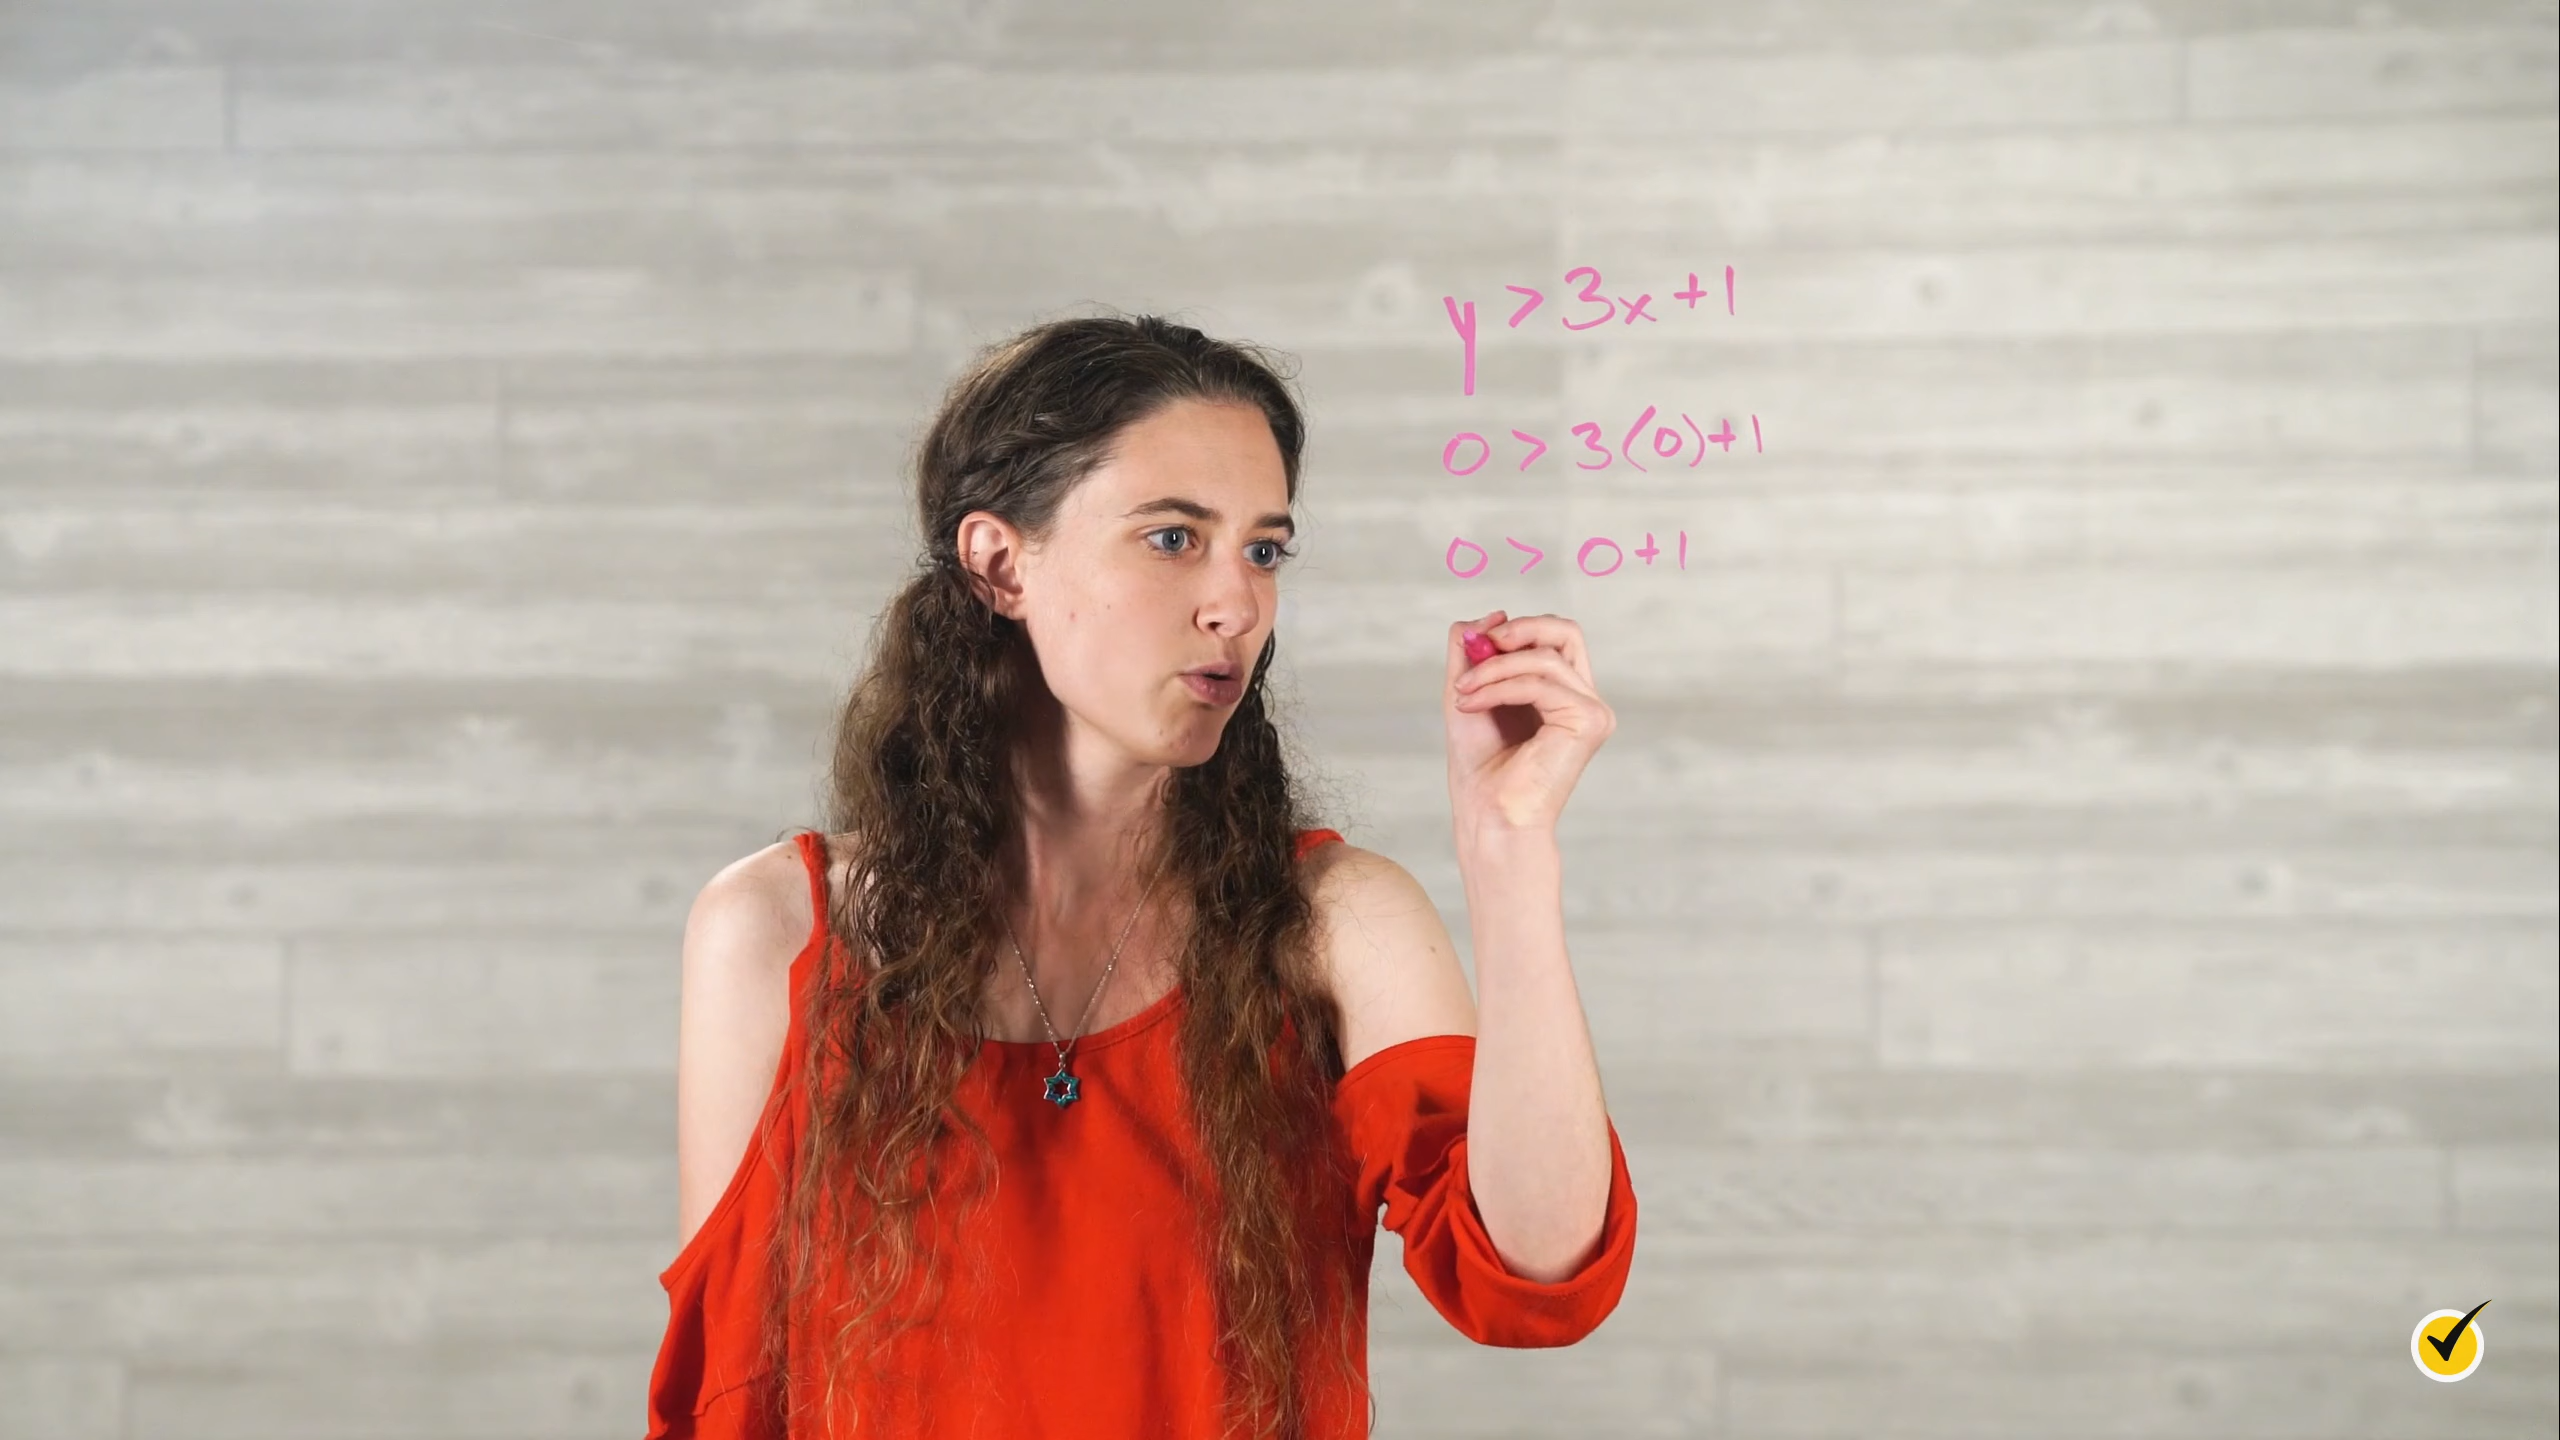 y > 3x + 1
0 > 3(0) + 1
0 > 0 + 1